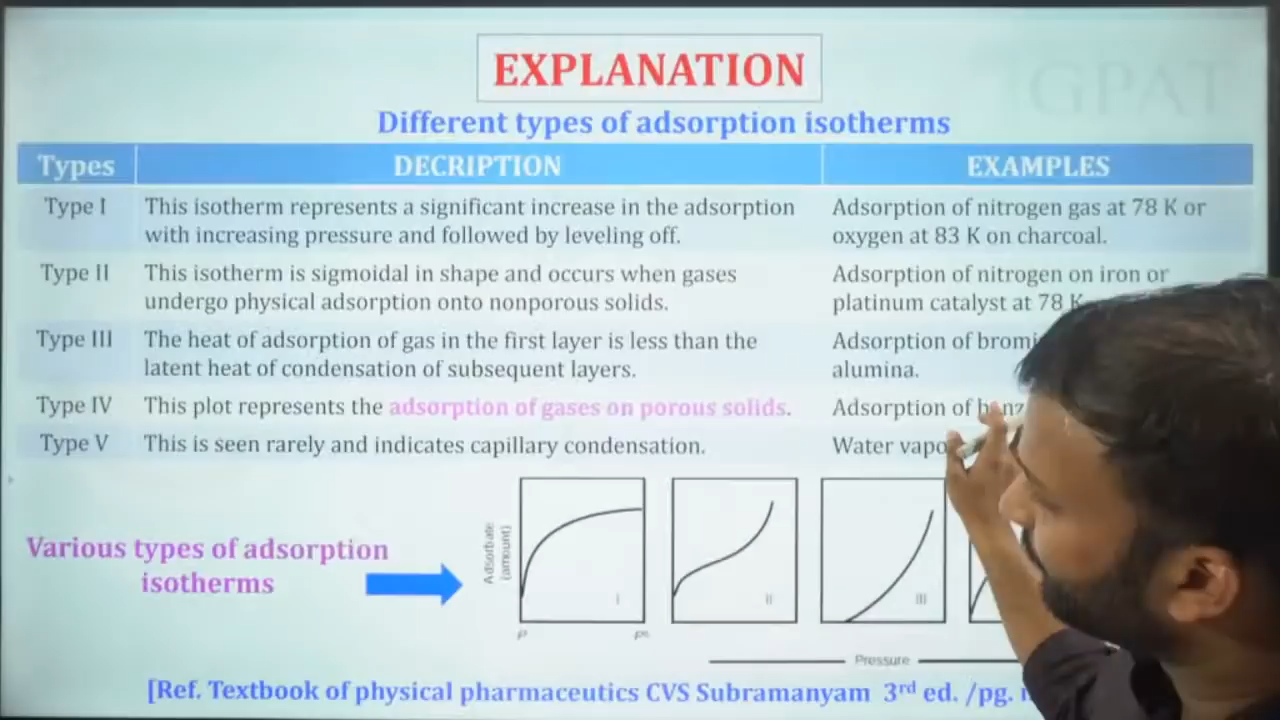 GPAT
EXPLANATION
Different types of adsorption isotherms
Types DECRIPTION EXAMPLES
Type I This isotherm represents a significant increase in the adsorption Adsorption of nitrogen gas at 78 K or
with increasing pressure and followed by leveling off. oxygen at 83 K on charcoal.
Type II This isotherm is sigmoidal in shape and occurs when gases Adsorption of nitrogen on iron or
undergo physical adsorption onto nonporous solids. platinum catalyst at 78 K
Type III The heat of adsorption of gas in the first layer is less than the Adsorption of
latent heat of condensation of subsequent layers. alumina.
Type IV This plot represents the adsorption of gases on porous solids. Adsorption of
Type V This is seen rarely and indicates capillary condensation. Water
Various types of adsorption
isotherms
Adsorbate
(amount)
I
II
III
P
Pressure
[Ref. Textbook of physical pharmaceutics CVS Subramanyam 3rd ed. /pg.